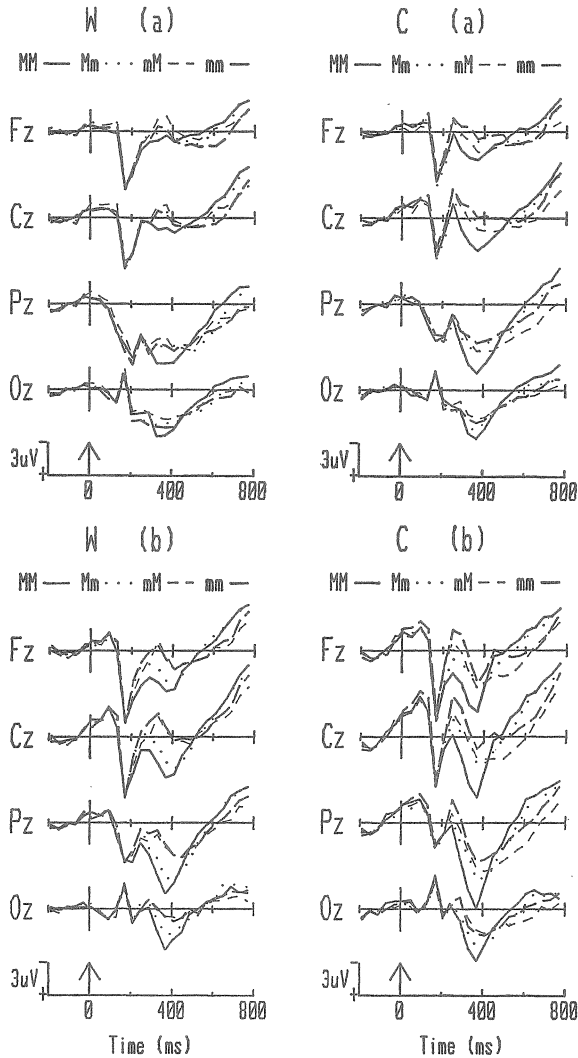 W (a)
MM — Mm ··· mM -- mm —
Fz
Cz
Pz
Oz
3uV
0 400 800
C (a)
MM — Mm ··· mM -- mm —
Fz
Cz
Pz
Oz
3uV
0 400 800
W (b)
MM — Mm ··· mM -- mm —
Fz
Cz
Pz
Oz
3uV
0 400 800
Time (ms)
C (b)
MM — Mm ··· mM -- mm —
Fz
Cz
Pz
Oz
3uV
0 400 800
Time (ms)